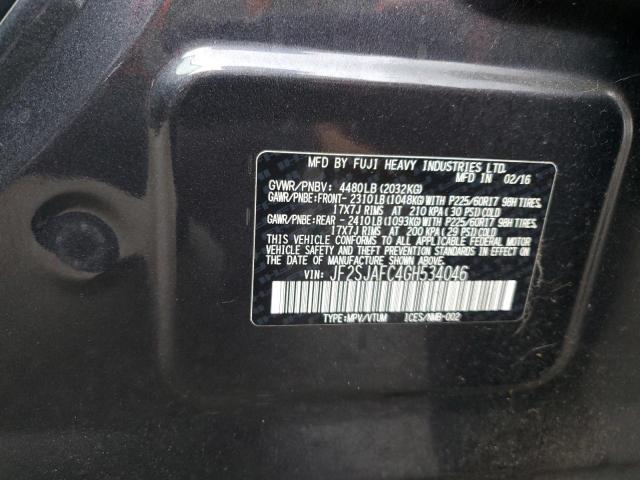 MFD BY FUJI HEAVY INDUSTRIES LTD.
MFD IN 02/16
GVWR/PNBV: 4480LB(2032KG)
GAWR/PNBE:FRONT- 2310LB(1048KG)WITH P225/60R17 98H TIRES
17X7J RIMS AT 210 KPA(30 PSI)COLD
GAWR/PNBE:REAR - 2410LB(1093KG)WITH P225/60R17 98H TIRES
17X7J RIMS AT 200 KPA(29 PSI)COLD
THIS VEHICLE CONFORMS TO ALL APPLICABLE FEDERAL MOTOR
VEHICLE SAFETY AND BUMPER STANDARDS IN EFFECT ON
THE DATE OF MANUFACTURE SHOWN ABOVE.
VIN: JF2SJAFC4GH534046
TYPE:MPV/VTUM ICES/NMB-002